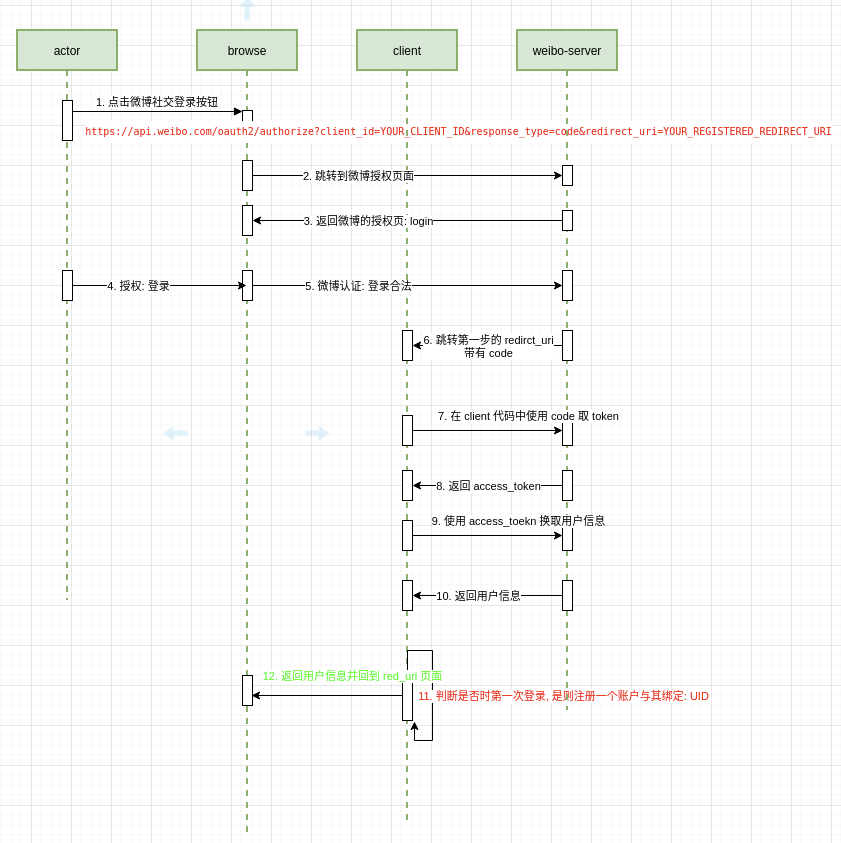 actor
browse
client
weibo-server
1. 点击微博社交登录按钮
https://api.weibo.com/oauth2/authorize?client_id=YOUR_CLIENT_ID&response_type=code&redirect_uri=YOUR_REGISTERED_REDIRECT_URI
2. 跳转到微博授权页面
3. 返回微博的授权页: login
4. 授权: 登录
5. 微博认证: 登录合法
6. 跳转第一步的 redirct_uri
带有 code
7. 在 client 代码中使用 code 取 token
8. 返回 access_token
9. 使用 access_toekn 换取用户信息
10. 返回用户信息
12. 返回用户信息并回到 red_uri 页面
11. 判断是否时第一次登录, 是则注册一个账户与其绑定: UID